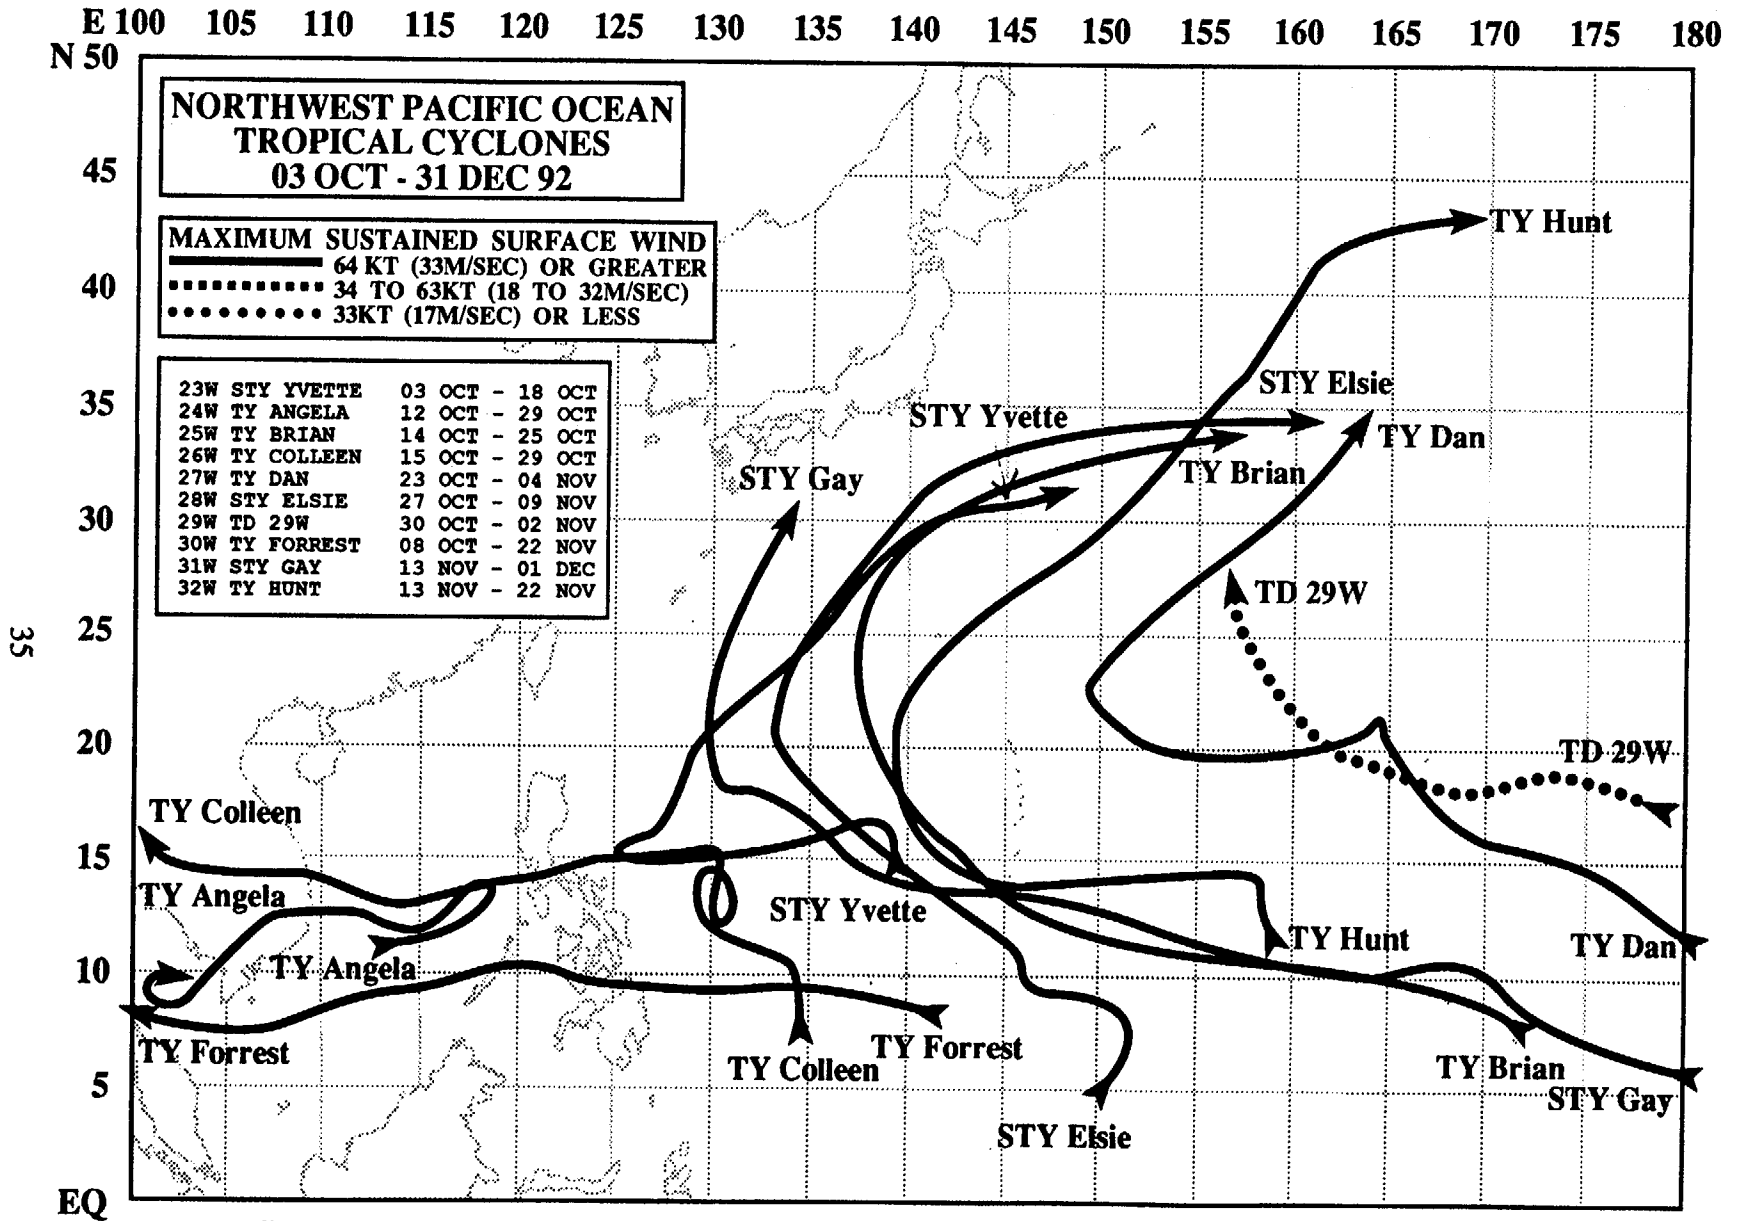 E 100 105 110 115 120 125 130 135 140 145 150 155 160 165 170 175 180
N 50
NORTHWEST PACIFIC OCEAN
TROPICAL CYCLONES
03 OCT - 31 DEC 92
45
TY Hunt
MAXIMUM SUSTAINED SURFACE WIND
64 KT (33M/SEC) OR GREATER
34 TO 63KT (18 TO 32M/SEC)
33KT (17M/SEC) OR LESS
40
23W STY YVETTE 03 OCT - 18 OCT
24W TY ANGELA 12 OCT - 29 OCT
25W TY BRIAN 14 OCT - 25 OCT
26W TY COLLEEN 15 OCT - 29 OCT
27W TY DAN 23 OCT - 04 NOV
28W STY ELSIE 27 OCT - 09 NOV
29W TD 29W 30 OCT - 02 NOV
30W TY FORREST 08 OCT - 22 NOV
31W STY GAY 13 NOV - 01 DEC
32W TY HUNT 13 NOV - 22 NOV
STY Elsie
35
STY Yvette
TY Dan
TY Brian
STY Gay
30
TD 29W
25
35
20
TD 29W
TY Colleen
15
TY Angela
STY Yvette
TY Hunt
TY Dan
10
TY Angela
TY Forrest
TY Forrest
TY Colleen
TY Brian
5
STY Gay
STY Elsie
EQ